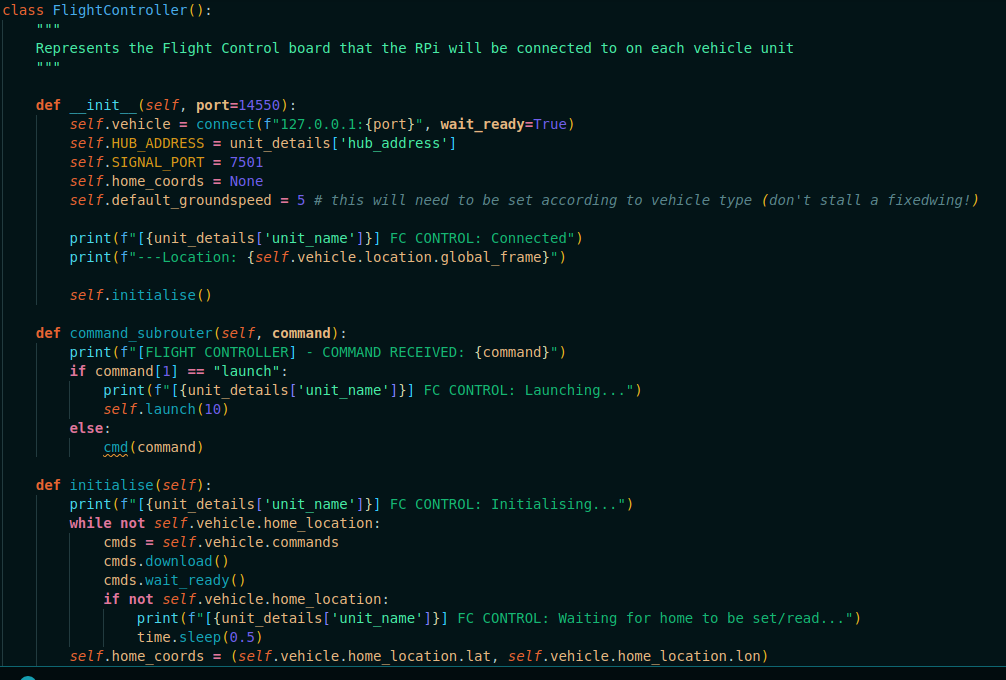 class FlightController():
    """
    Represents the Flight Control board that the RPi will be connected to on each vehicle unit
    """

    def __init__(self, port=14550):
        self.vehicle = connect(f"127.0.0.1:{port}", wait_ready=True)
        self.HUB_ADDRESS = unit_details['hub_address']
        self.SIGNAL_PORT = 7501
        self.home_coords = None
        self.default_groundspeed = 5 # this will need to be set according to vehicle type (don't stall a fixedwing!)

        print(f"[{unit_details['unit_name']}] FC CONTROL: Connected")
        print(f"---Location: {self.vehicle.location.global_frame}")

        self.initialise()

    def command_subrouter(self, command):
        print(f"[FLIGHT CONTROLLER] - COMMAND RECEIVED: {command}")
        if command[1] == "launch":
            print(f"[{unit_details['unit_name']}] FC CONTROL: Launching...")
            self.launch(10)
        else:
            cmd(command)

    def initialise(self):
        print(f"[{unit_details['unit_name']}] FC CONTROL: Initialising...")
        while not self.vehicle.home_location:
            cmds = self.vehicle.commands
            cmds.download()
            cmds.wait_ready()
            if not self.vehicle.home_location:
                print(f"[{unit_details['unit_name']}] FC CONTROL: Waiting for home to be set/read...")
                time.sleep(0.5)
        self.home_coords = (self.vehicle.home_location.lat, self.vehicle.home_location.lon)